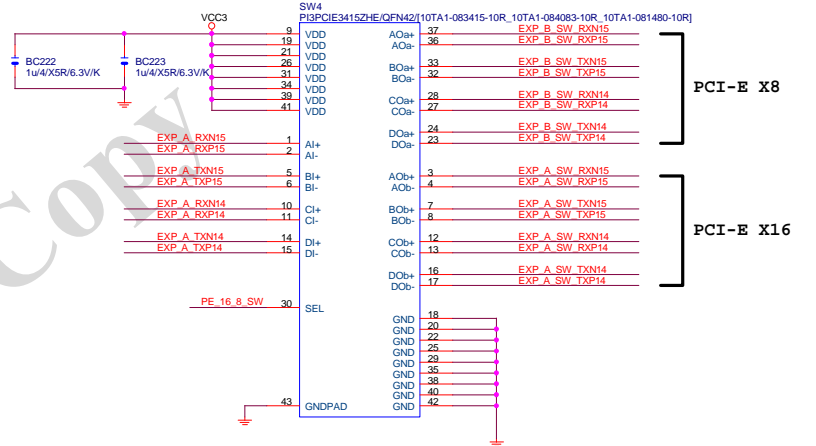 SW4
PI3PCIE3415ZHE/QFN42/[10TA1-083415-10R_10TA1-084083-10R_10TA1-081480-10R]
VCC3
BC222
1u/4/X5R/6.3V/K
BC223
1u/4/X5R/6.3V/K
9 VDD
19 VDD
21 VDD
26 VDD
31 VDD
34 VDD
39 VDD
41 VDD
EXP_A_RXN15 1 AI+
EXP_A_RXP15 2 AI-
EXP_A_TXN15 5 BI+
EXP_A_TXP15 6 BI-
EXP_A_RXN14 10 CI+
EXP_A_RXP14 11 CI-
EXP_A_TXN14 14 DI+
EXP_A_TXP14 15 DI-
PE_16_8_SW 30 SEL
43 GNDPAD
AOa+ 37 EXP_B_SW_RXN15
AOa- 36 EXP_B_SW_RXP15
BOa+ 33 EXP_B_SW_TXN15
BOa- 32 EXP_B_SW_TXP15
COa+ 28 EXP_B_SW_RXN14
COa- 27 EXP_B_SW_RXP14
DOa+ 24 EXP_B_SW_TXN14
DOa- 23 EXP_B_SW_TXP14
PCI-E X8
AOb+ 3 EXP_A_SW_RXN15
AOb- 4 EXP_A_SW_RXP15
BOb+ 7 EXP_A_SW_TXN15
BOb- 8 EXP_A_SW_TXP15
COb+ 12 EXP_A_SW_RXN14
COb- 13 EXP_A_SW_RXP14
DOb+ 16 EXP_A_SW_TXN14
DOb- 17 EXP_A_SW_TXP14
PCI-E X16
GND 18
GND 20
GND 22
GND 25
GND 29
GND 35
GND 38
GND 40
GND 42
Copy